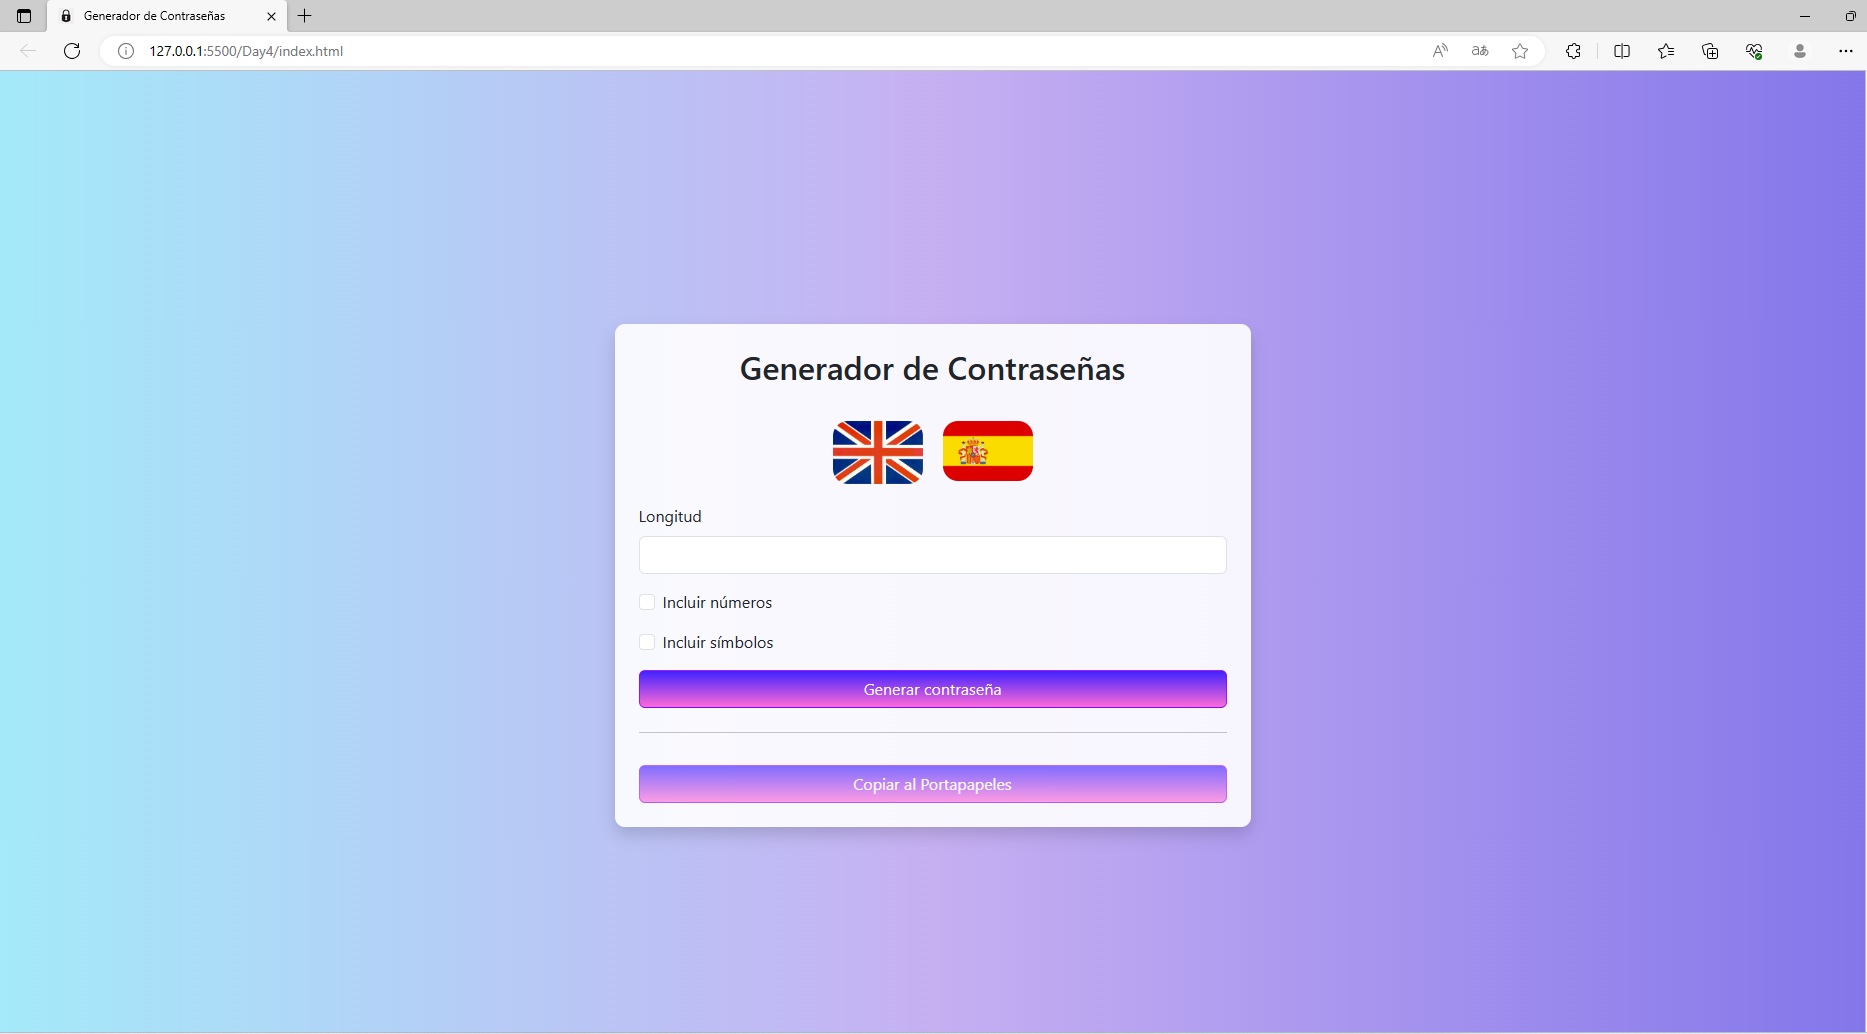 Generador de Contraseñas
127.0.0.1:5500/Day4/index.html
Generador de Contraseñas
Longitud
Incluir números
Incluir símbolos
Generar contraseña
Copiar al Portapapeles